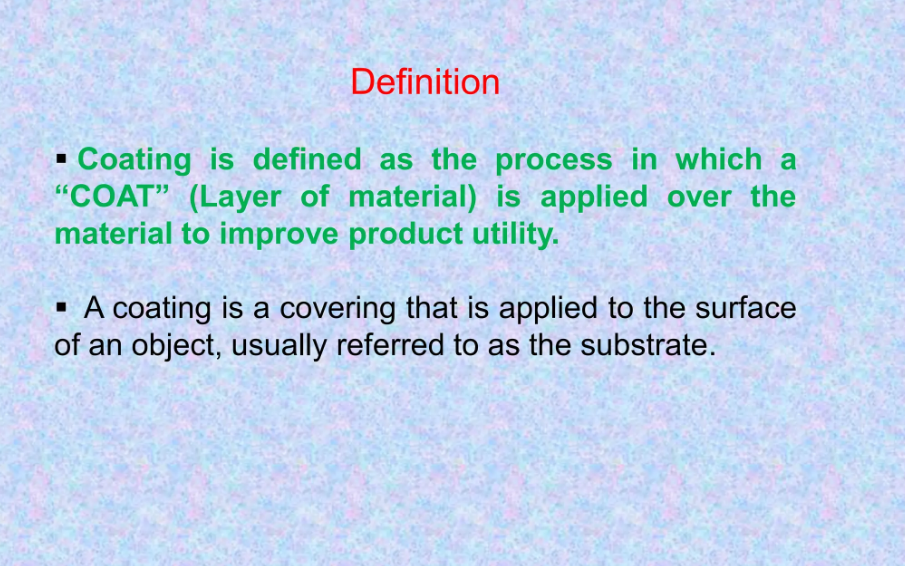 Definition
▪ Coating is defined as the process in which a
“COAT” (Layer of material) is applied over the
material to improve product utility.
▪ A coating is a covering that is applied to the surface
of an object, usually referred to as the substrate.